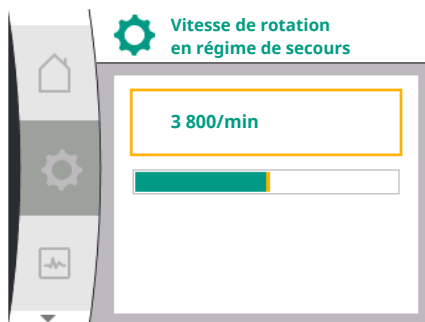 Vitesse de rotation
en régime de secours
3 800/min